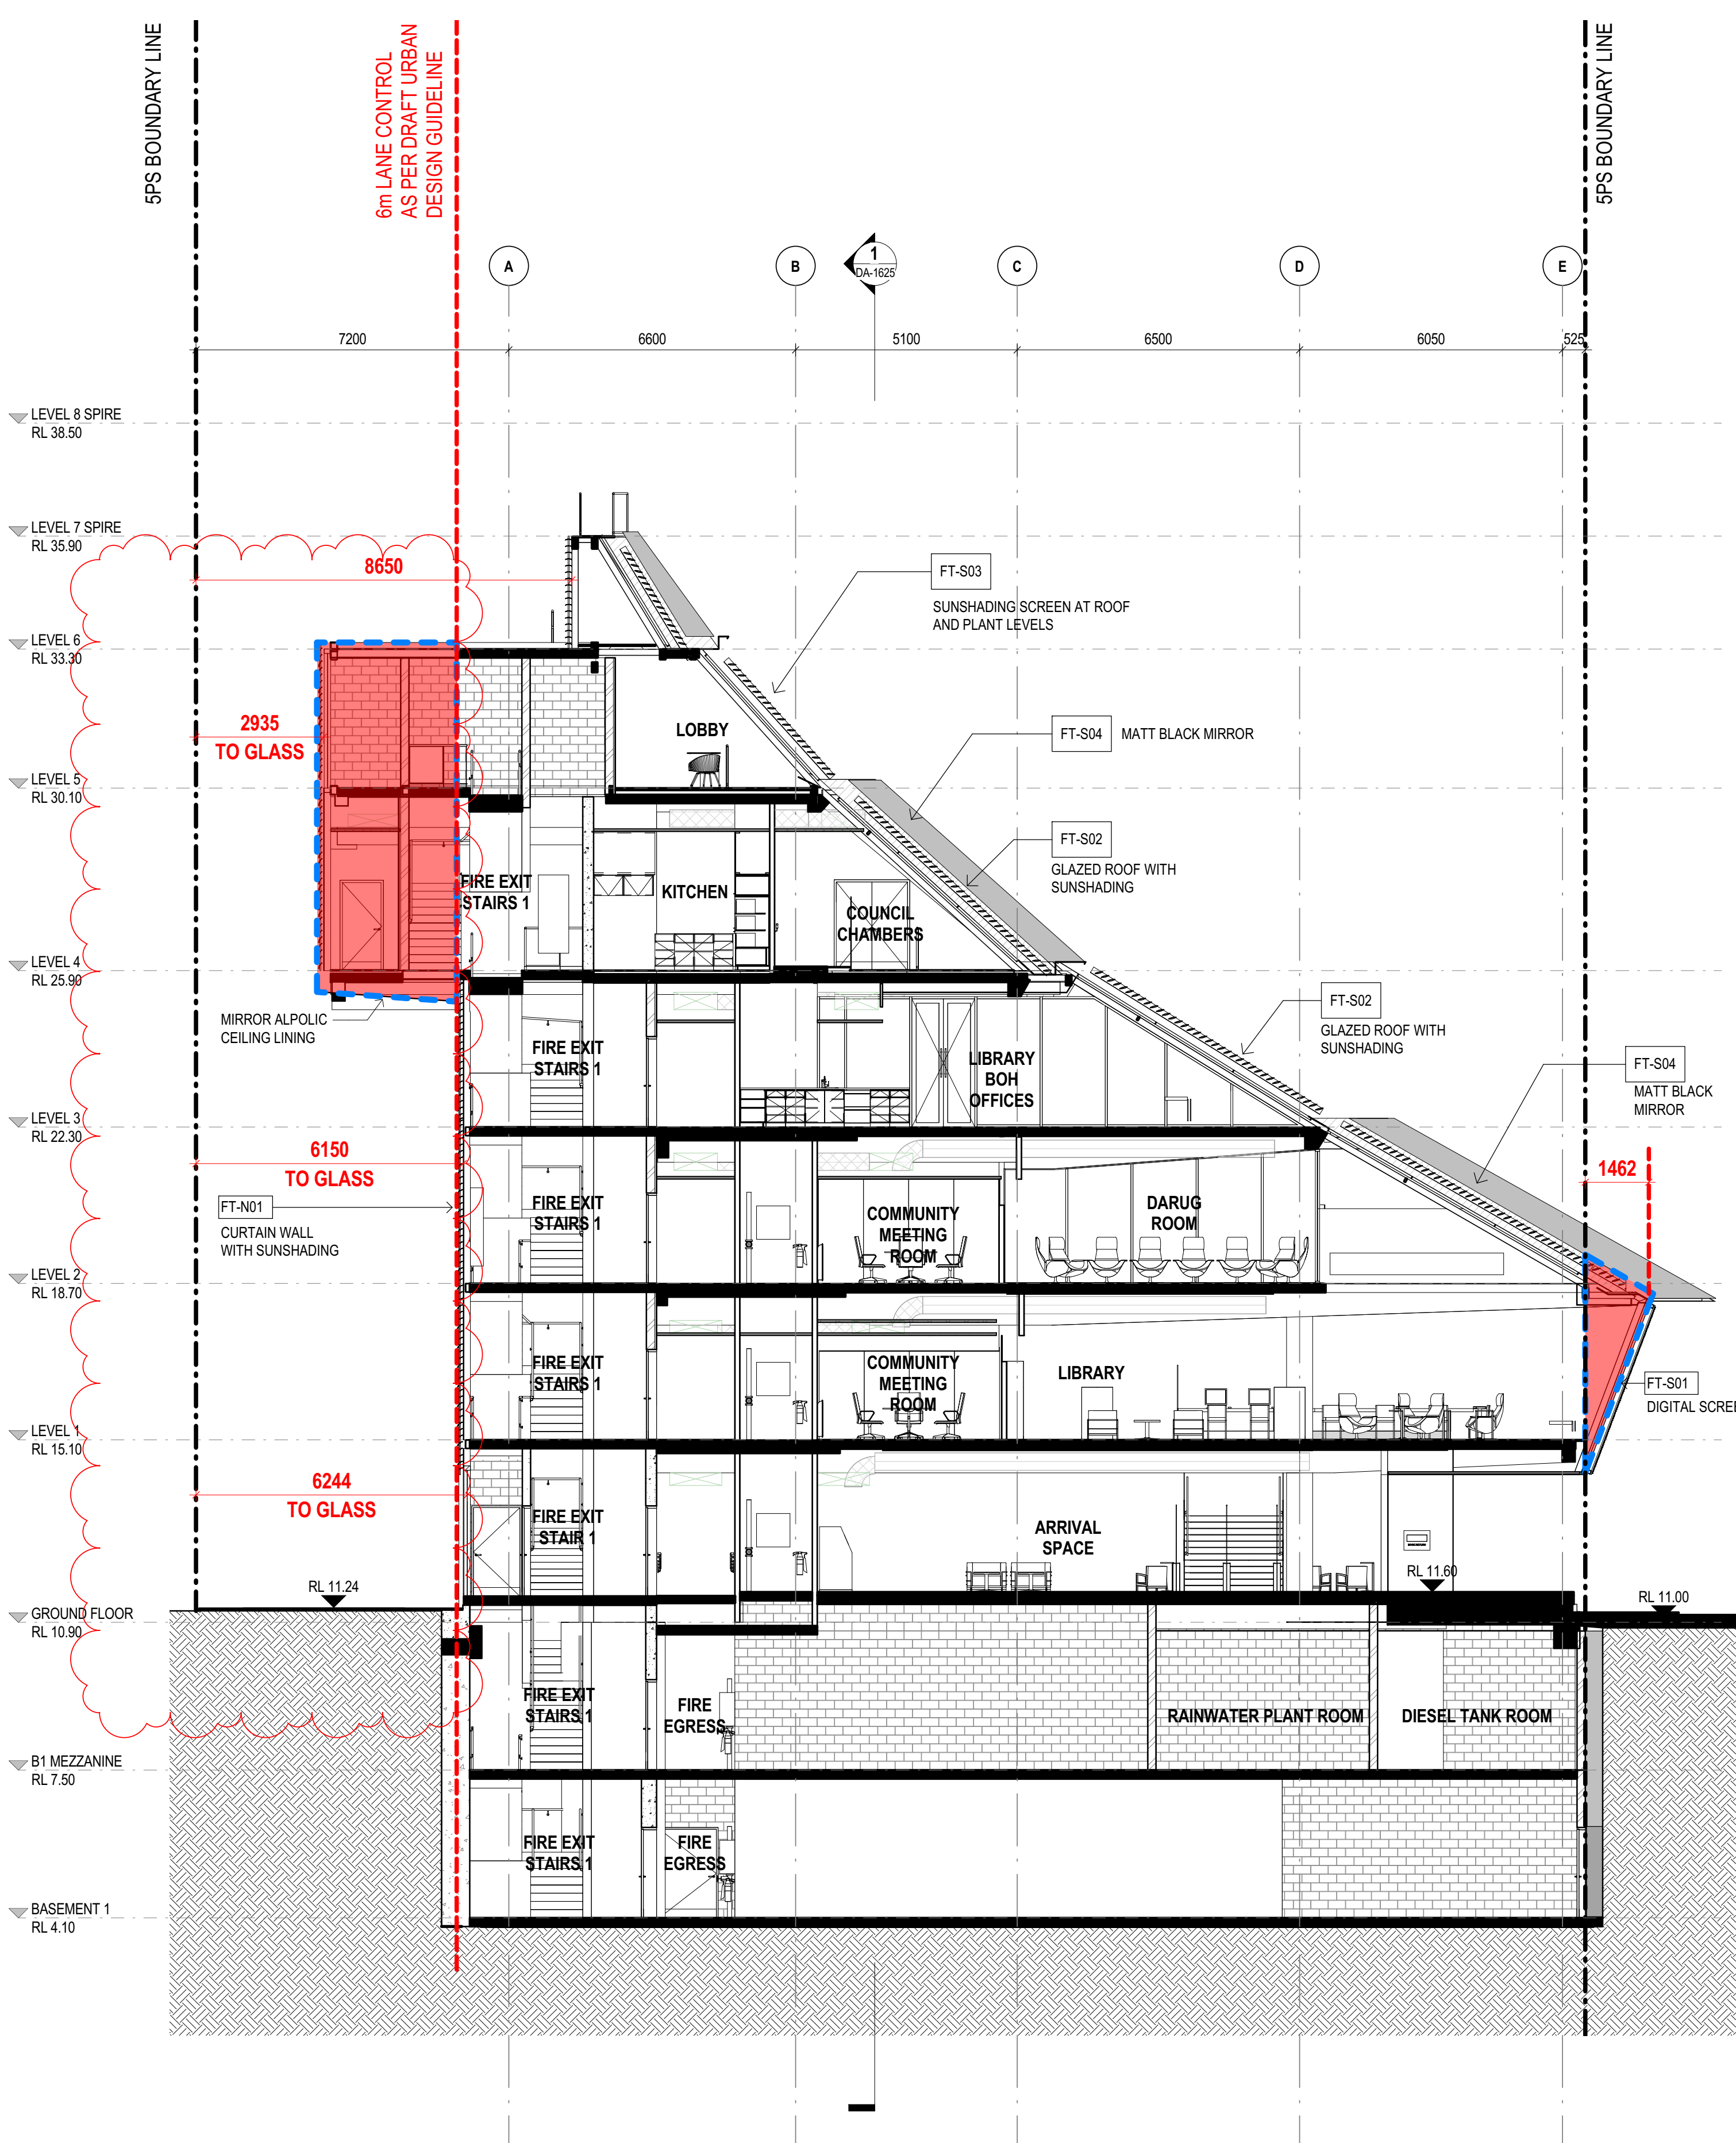 5PS BOUNDARY LINE
6m LANE CONTROL
AS PER DRAFT URBAN
DESIGN GUIDELINE
5PS BOUNDARY LINE
A
B
1
DA-1625
C
D
E
7200
6600
5100
6500
6050
525
LEVEL 8 SPIRE
RL 38.50
LEVEL 7 SPIRE
RL 35.90
8650
FT-S03
SUNSHADING SCREEN AT ROOF
AND PLANT LEVELS
LEVEL 6
RL 33.30
2935
TO GLASS
LOBBY
FT-S04
MATT BLACK MIRROR
LEVEL 5
RL 30.10
FT-S02
GLAZED ROOF WITH
SUNSHADING
FIRE EXIT
STAIRS 1
KITCHEN
COUNCIL
CHAMBERS
LEVEL 4
RL 25.90
MIRROR ALPOLIC
CEILING LINING
FT-S02
GLAZED ROOF WITH
SUNSHADING
FIRE EXIT
STAIRS 1
LIBRARY
BOH
OFFICES
FT-S04
MATT BLACK
MIRROR
LEVEL 3
RL 22.30
6150
TO GLASS
1462
FT-N01
CURTAIN WALL
WITH SUNSHADING
FIRE EXIT
STAIRS 1
COMMUNITY
MEETING
ROOM
DARUG
ROOM
LEVEL 2
RL 18.70
FIRE EXIT
STAIRS 1
COMMUNITY
MEETING
ROOM
LIBRARY
FT-S01
DIGITAL SCREE
LEVEL 1
RL 15.10
6244
TO GLASS
FIRE EXIT
STAIR 1
ARRIVAL
SPACE
RL 11.24
RL 11.60
RL 11.00
GROUND FLOOR
RL 10.90
FIRE EXIT
STAIRS 1
FIRE
EGRESS
RAINWATER PLANT ROOM
DIESEL TANK ROOM
B1 MEZZANINE
RL 7.50
FIRE EXIT
STAIRS 1
FIRE
EGRESS
BASEMENT 1
RL 4.10